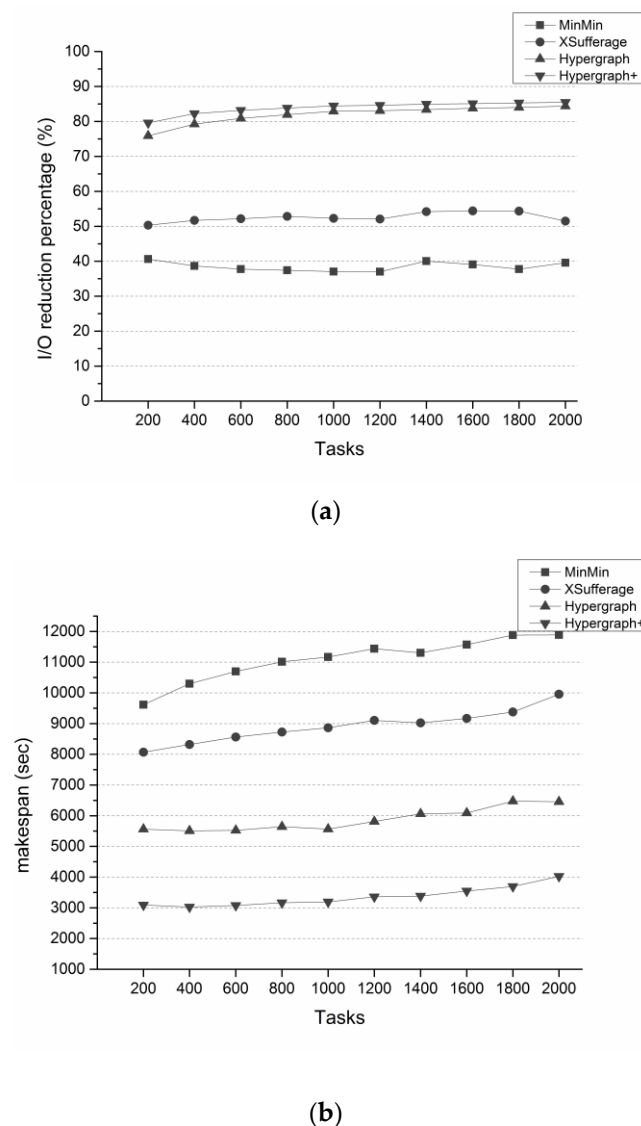 MinMin
XSufferage
Hypergraph
Hypergraph+
100
90
80
70
60
50
40
30
20
10
0
I/O reduction percentage (%)
200 400 600 800 1000 1200 1400 1600 1800 2000
Tasks
(a)
MinMin
XSufferage
Hypergraph
Hypergraph+
12000
11000
10000
9000
8000
7000
6000
5000
4000
3000
2000
1000
makespan (sec)
200 400 600 800 1000 1200 1400 1600 1800 2000
Tasks
(b)